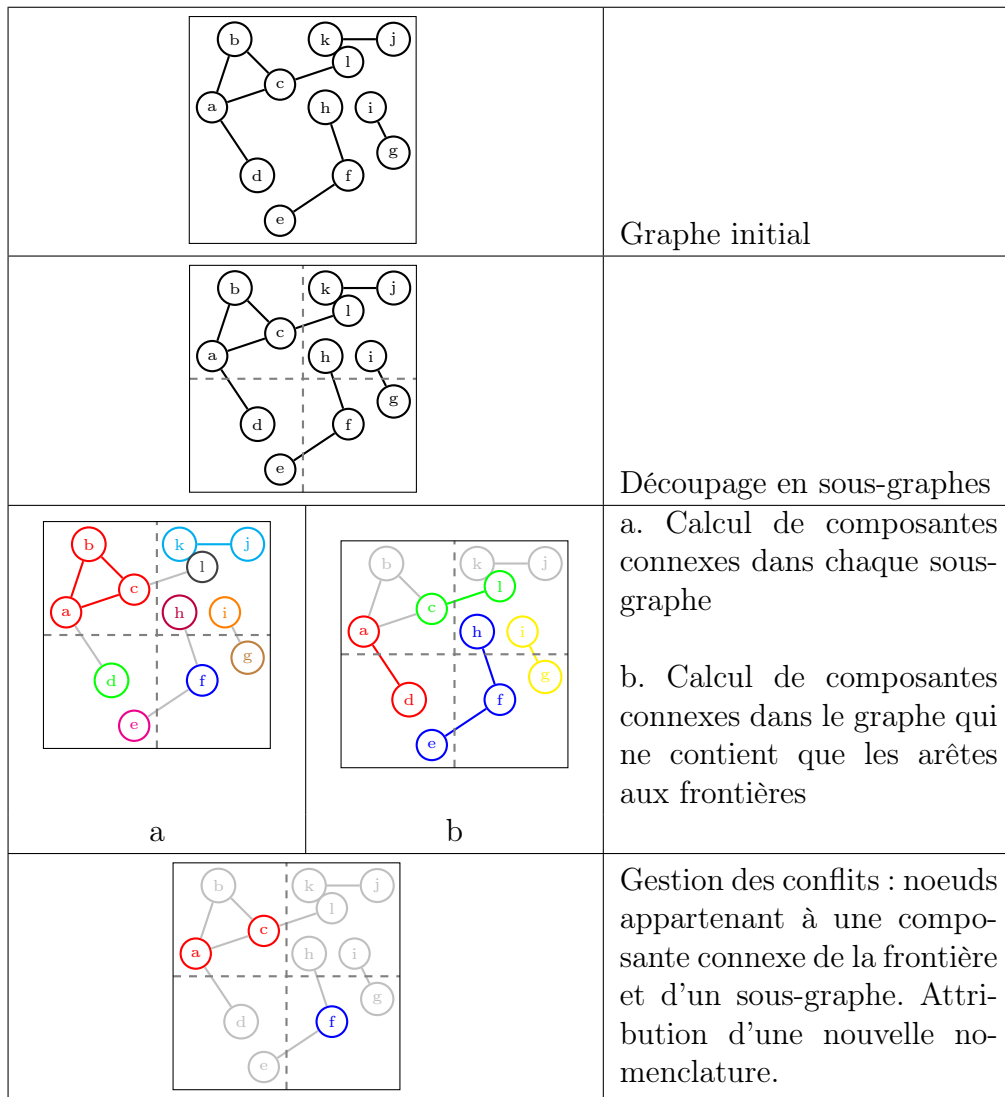 b
k
j
l
c
a
h
i
g
d
f
e
Graphe initial
b
k
j
l
c
a
h
i
g
d
f
e
Découpage en sous-graphes
b
k
j
l
c
a
h
i
g
d
f
e
a
b
k
j
l
c
a
h
i
g
d
f
e
b
a. Calcul de composantes
connexes dans chaque sous-
graphe
b. Calcul de composantes
connexes dans le graphe qui
ne contient que les arêtes
aux frontières
b
k
j
l
c
a
h
i
g
d
f
e
Gestion des conflits : noeuds
appartenant à une compo-
sante connexe de la frontière
et d'un sous-graphe. Attri-
bution d'une nouvelle no-
menclature.